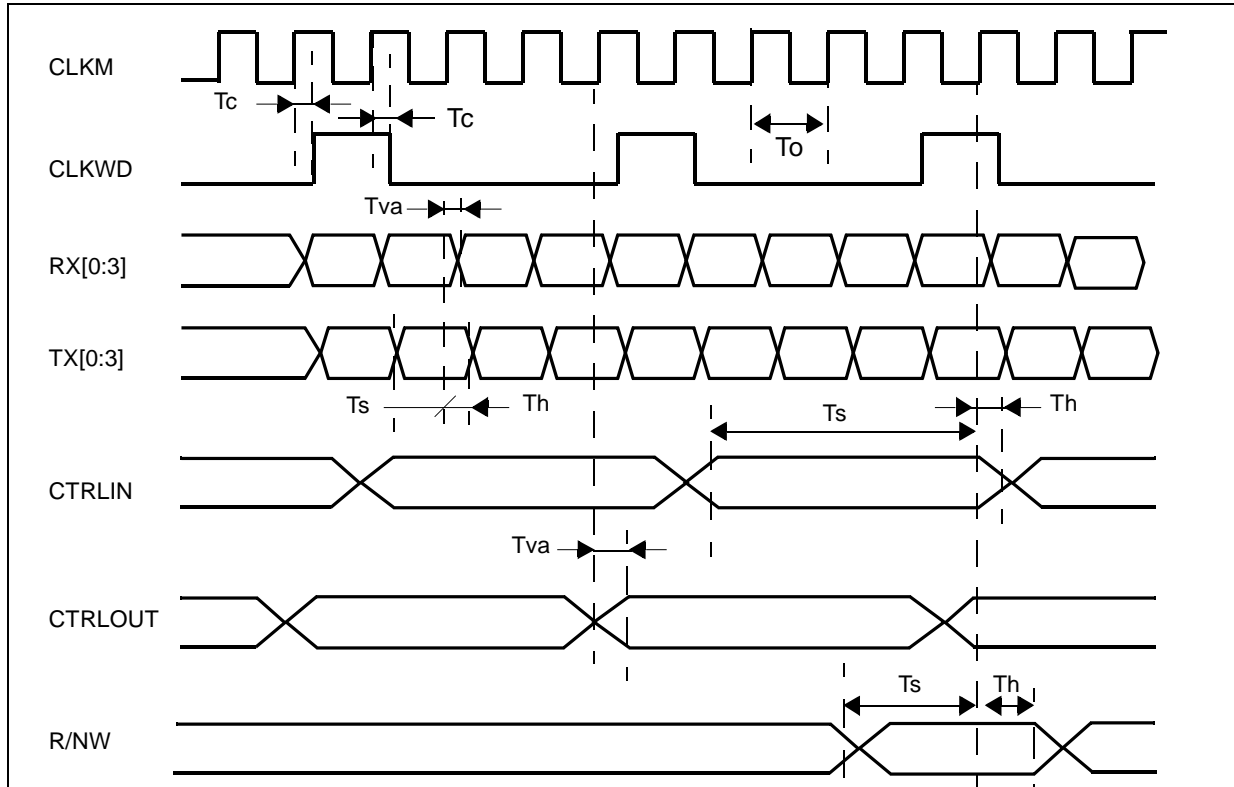 CLKM
Tc
Tc
To
CLKWD
Tva
RX[0:3]
TX[0:3]
Ts
Th
Ts
Th
CTRLIN
Tva
CTRLOUT
Ts
Th
R/NW